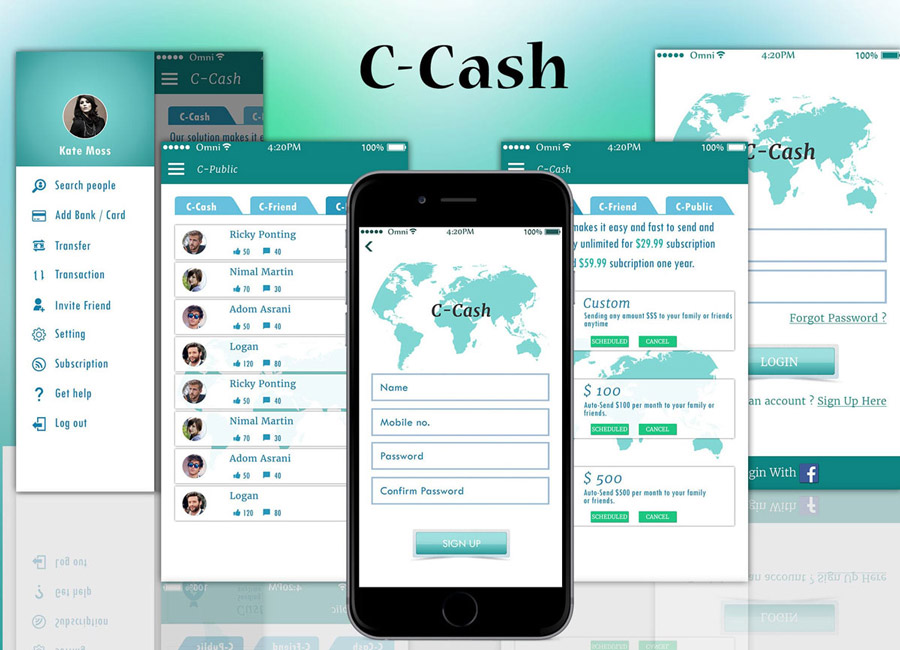 C-Cash
Omni
C-Cash
C-Cash
C-
Our solution makes it e
Kate Moss
Search people
Add Bank / Card
Transfer
Transaction
Invite Friend
Setting
Subscription
Get help
Log out
Omni 4:20PM 100%
C-Public
C-Cash C-Friend C-
Ricky Ponting
50 40
Nimal Martin
70 30
Adom Asrani
50 40
Logan
120 80
Ricky Ponting
50 40
Nimal Martin
70 30
Adom Asrani
50 40
Logan
120 80
Omni 4:20PM 100%
C-Cash
Name
Mobile no.
Password
Confirm Password
SIGN UP
Omni 4:20PM 100%
C-Cash
C-Friend C-Public
makes it easy and fast to send and
y unlimited for $29.99 subscription
d $59.99 subcription one year.
Custom
Sending any amount $$$ to your family or friends
anytime
SCHEDULED CANCEL
$ 100
Auto-Send $100 per month to your family or
friends.
SCHEDULED CANCEL
$ 500
Auto-Send $500 per month to your family
or friends.
SCHEDULED CANCEL
Omni 4:20PM 100%
C-Cash
Forgot Password ?
LOGIN
an account ? Sign Up Here
gin With f